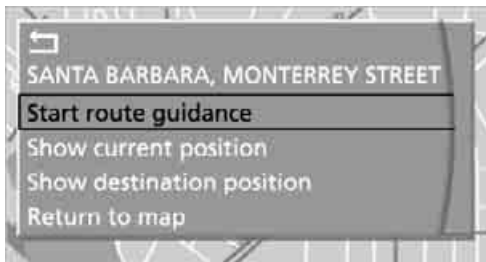 SANTA BARBARA, MONTERREY STREET
Start route guidance
Show current position
Show destination position
Return to map